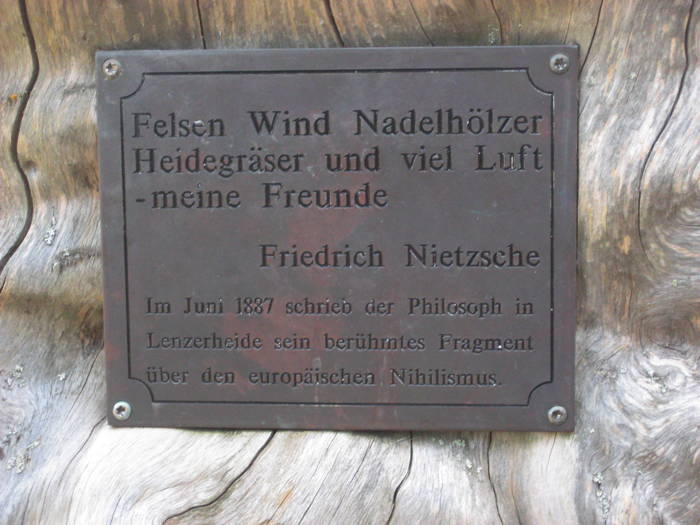 Felsen Wind Nadelhölzer
Heidegräser und viel Luft
-meine Freunde
Friedrich Nietzsche
Im Juni 1887 schrieb der Philosoph in
Lenzerheide sein berühmtes Fragment
über den europäischen Nihilismus.